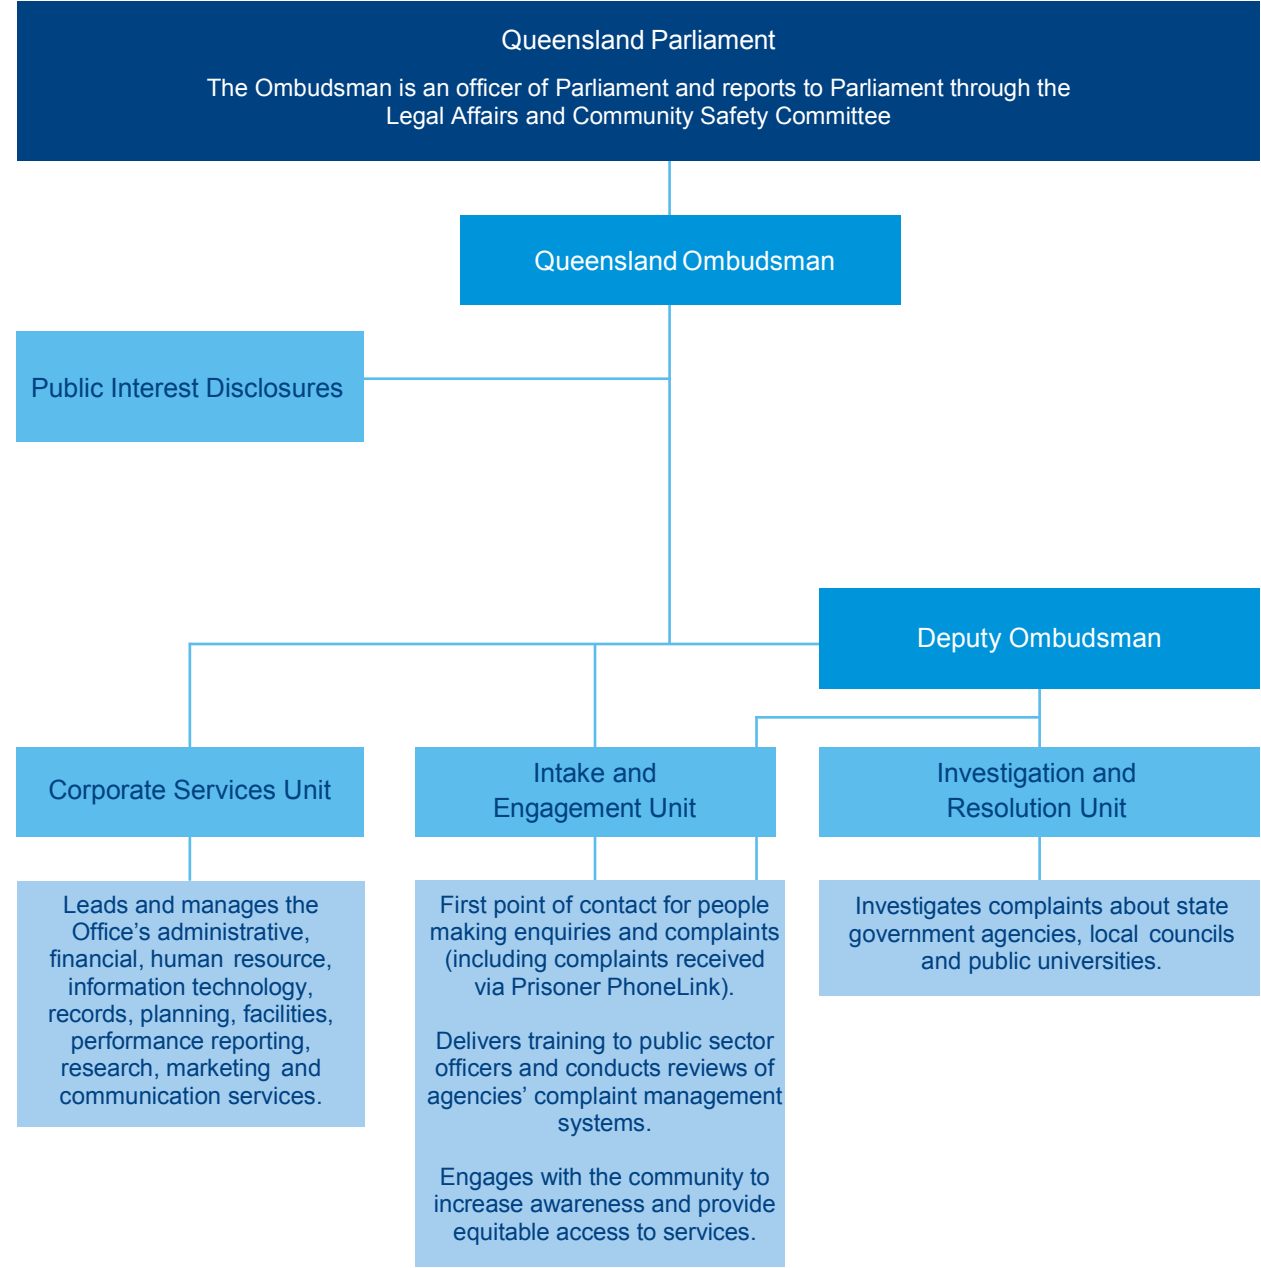 Queensland Parliament
The Ombudsman is an officer of Parliament and reports to Parliament through the
Legal Affairs and Community Safety Committee
Queensland Ombudsman
Public Interest Disclosures
Deputy Ombudsman
Corporate Services Unit
Intake and
Engagement Unit
Investigation and
Resolution Unit
Leads and manages the
Office’s administrative,
financial, human resource,
information technology,
records, planning, facilities,
performance reporting,
research, marketing and
communication services.
First point of contact for people
making enquiries and complaints
(including complaints received
via Prisoner PhoneLink).
Delivers training to public sector
officers and conducts reviews of
agencies’ complaint management
systems.
Engages with the community to
increase awareness and provide
equitable access to services.
Investigates complaints about state
government agencies, local councils
and public universities.